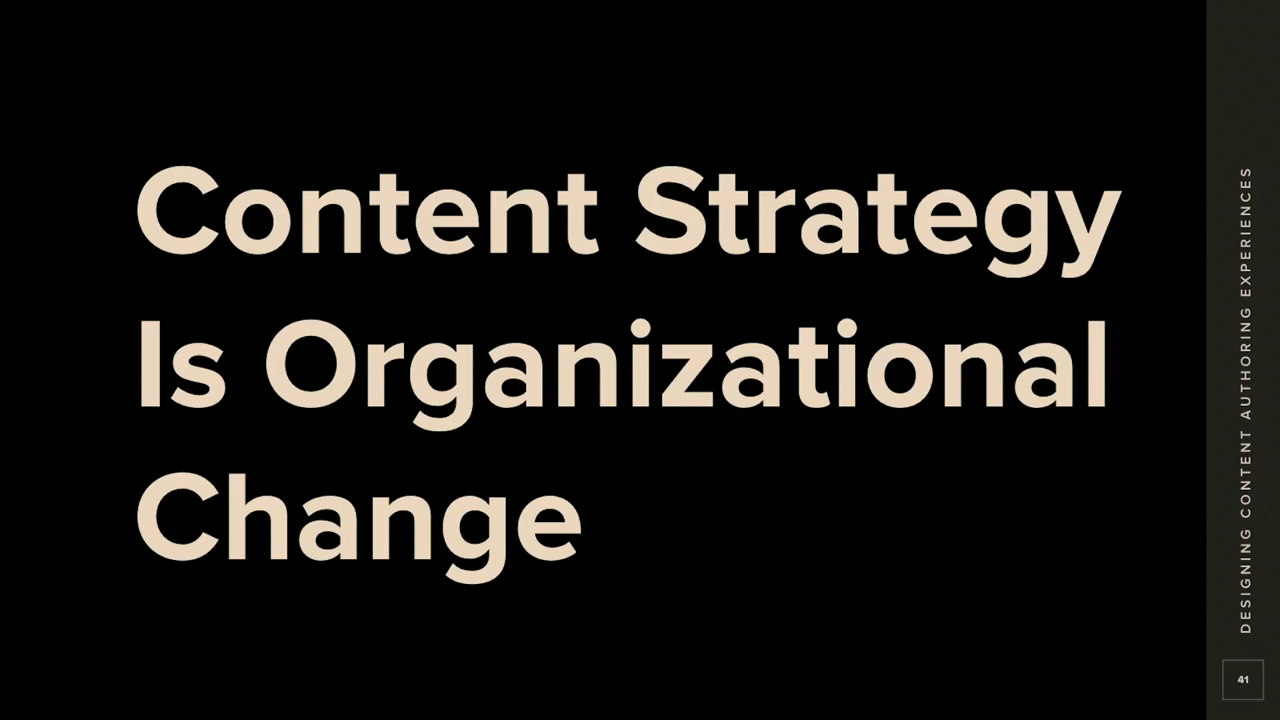 Content Strategy
Is Organizational
Change
DESIGNING CONTENT AUTHORING EXPERIENCES
41